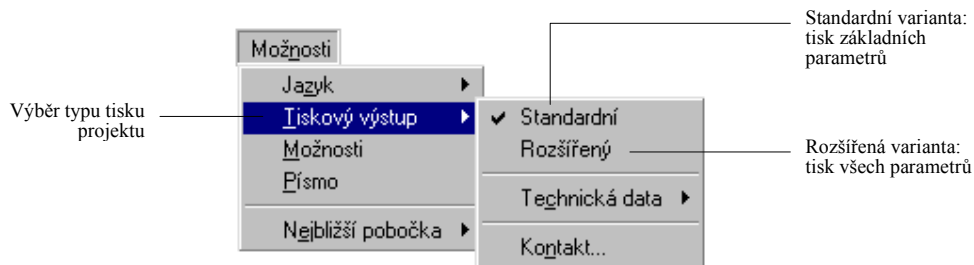 Standardní varianta:
tisk základních
parametrů
Možnosti
Jazyk
Výběr typu tisku
projektu
Tiskový výstup
Standardní
Možnosti
Rozšířený
Rozšířená varianta:
tisk všech parametrů
Písmo
Technická data
Nejbližší pobočka
Kontakt...